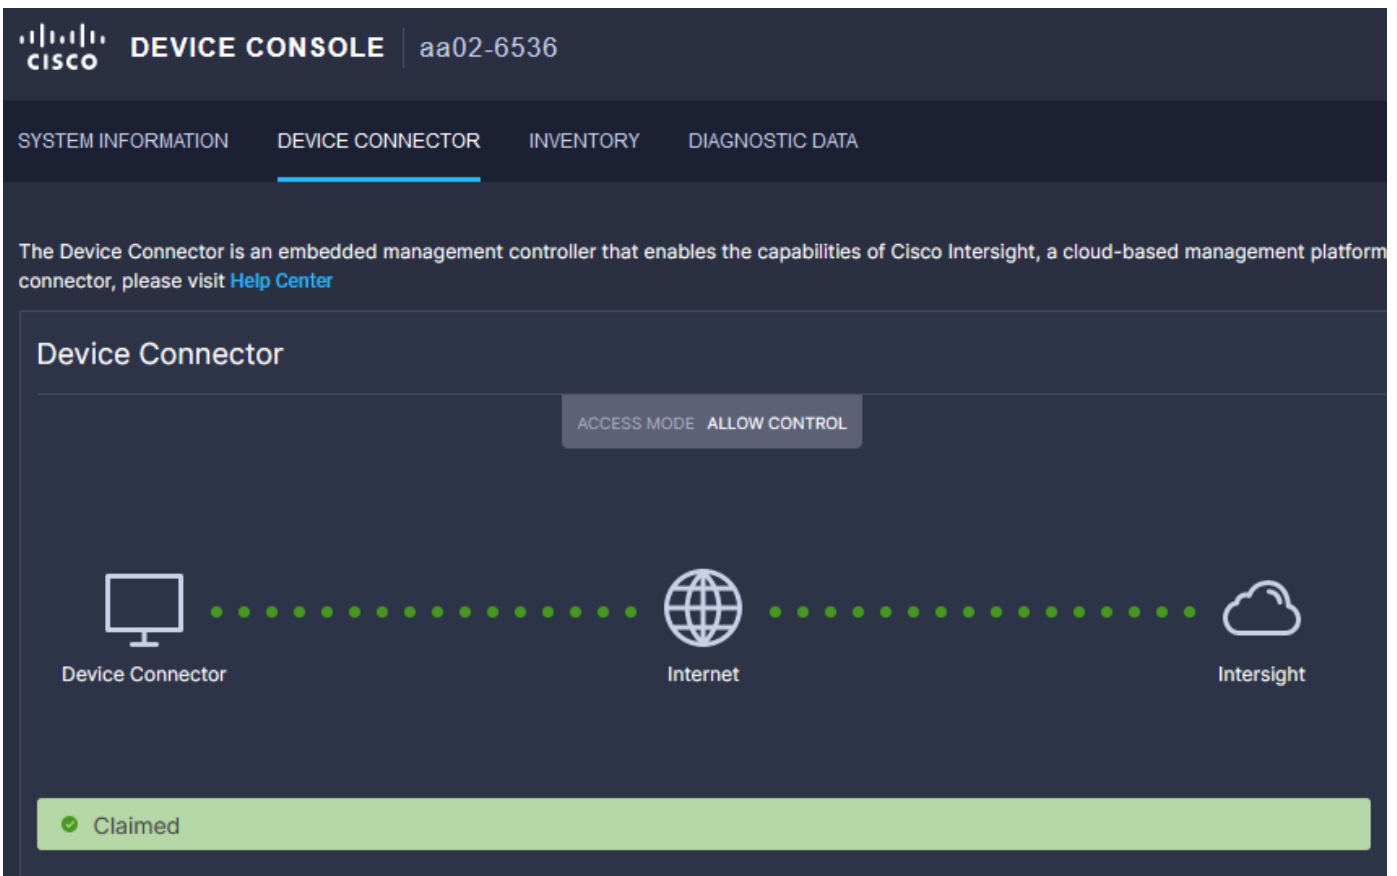 CISCO DEVICE CONSOLE aa02-6536
SYSTEM INFORMATION DEVICE CONNECTOR INVENTORY DIAGNOSTIC DATA
The Device Connector is an embedded management controller that enables the capabilities of Cisco Intersight, a cloud-based management platform
connector, please visit Help Center
Device Connector
ACCESS MODE ALLOW CONTROL
Device Connector Internet Intersight
Claimed